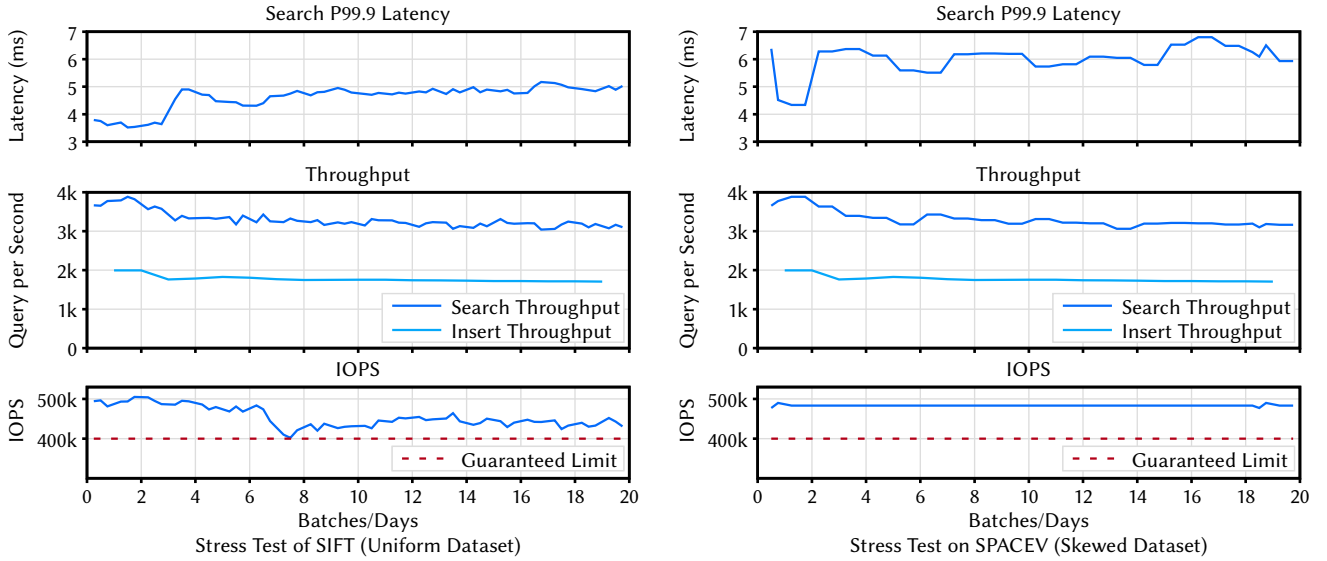 Search P99.9 Latency
Latency (ms)
7
6
5
4
3
Throughput
Query per Second
4k
3k
2k
1k
0
Search Throughput
Insert Throughput
IOPS
IOPS
500k
400k
Guaranteed Limit
0 2 4 6 8 10 12 14 16 18 20
Batches/Days
Stress Test of SIFT (Uniform Dataset)
Search P99.9 Latency
Latency (ms)
7
6
5
4
3
Throughput
Query per Second
4k
3k
2k
1k
0
Search Throughput
Insert Throughput
IOPS
IOPS
500k
400k
Guaranteed Limit
0 2 4 6 8 10 12 14 16 18 20
Batches/Days
Stress Test on SPACEV (Skewed Dataset)